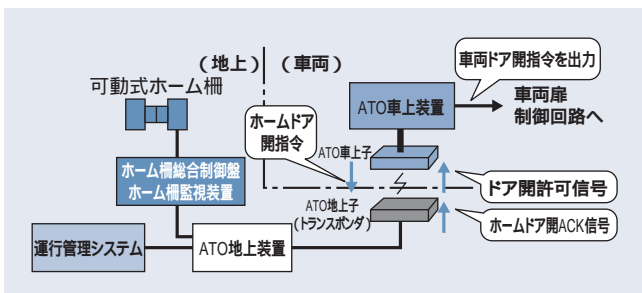 (地上)
(車両)
車両ドア開指令を出力
可動式ホーム柵
ATO車上装置
車両扉
制御回路へ
ホームドア
開指令
ATO車上子
ホーム柵総合制御盤
ホーム柵監視装置
ドア開許可信号
ATO地上子
(トランスポンダ)
ホームドア開ACK信号
運行管理システム
ATO地上装置